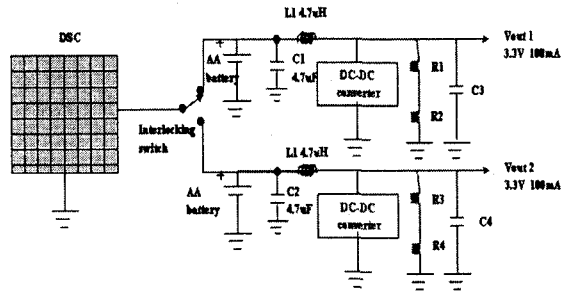 L1 4.7uH
DSC
Vout 1
3.3V 100mA
AA
battery
C1
4.7uF
DC-DC
converter
R1
R2
C3
Interlocking
switch
L1 4.7uH
Vout 2
3.3V 100mA
AA
battery
C2
4.7uF
DC-DC
converter
R3
R4
C4